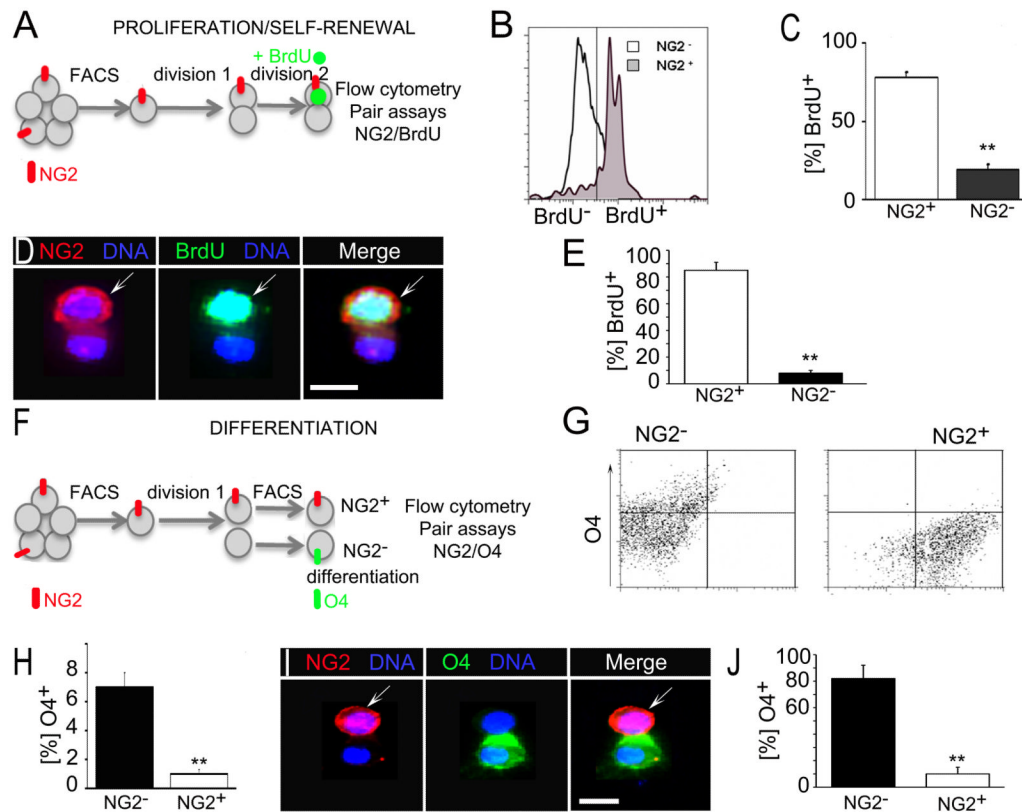 A
PROLIFERATION/SELF-RENEWAL
+ BrdU
FACS
division 1
division 2
Flow cytometry
Pair assays
NG2/BrdU
NG2
B
NG2 -
NG2 +
BrdU-
BrdU+
C
[%] BrdU+
100
50
0
**
NG2+
NG2-
D
NG2 DNA
BrdU DNA
Merge
E
[%] BrdU+
100
80
60
40
20
0
**
NG2+
NG2-
F
DIFFERENTIATION
FACS
division 1
FACS
NG2+
NG2-
differentiation
O4
Flow cytometry
Pair assays
NG2/O4
NG2
G
NG2-
NG2+
O4
H
[%] O4+
8
6
4
2
0
**
NG2-
NG2+
I
NG2 DNA
O4 DNA
Merge
J
[%] O4+
100
80
60
40
20
0
**
NG2-
NG2+